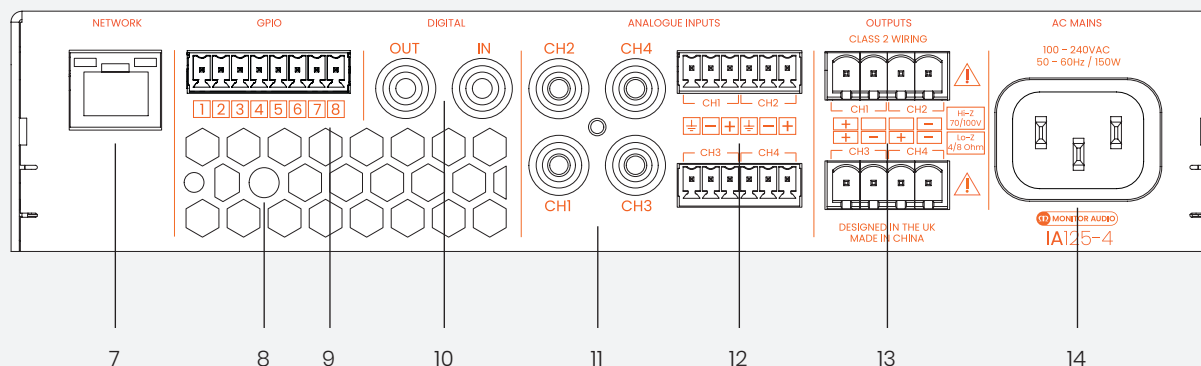 NETWORK
GPIO
DIGITAL
ANALOGUE INPUTS
OUTPUTS
AC MAINS
CLASS 2 WIRING
OUT
IN
CH2
CH4
100 - 240VAC
50 - 60Hz / 150W
1 2 3 4 5 6 7 8
CH1
CH2
CH1
CH2
+ −
+ − + −
Hi-Z
70/100V
Lo-Z
4/8 Ohm
− + − +
CH3
CH4
CH3
CH4
CH1
CH3
DESIGNED IN THE UK
MADE IN CHINA
MONITOR AUDIO
IA125-4
7 8 9 10 11 12 13 14